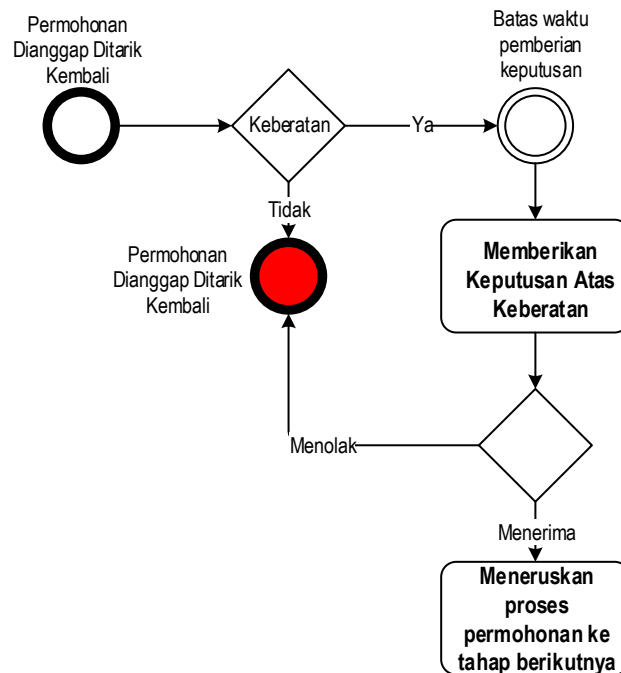 Permohonan
Dianggap Ditarik
Kembali
Keberatan
Ya
Batas waktu
pemberian
keputusan
Tidak
Permohonan
Dianggap Ditarik
Kembali
Memberikan
Keputusan Atas
Keberatan
Menolak
Menerima
Meneruskan
proses
permohonan ke
tahap berikutnya